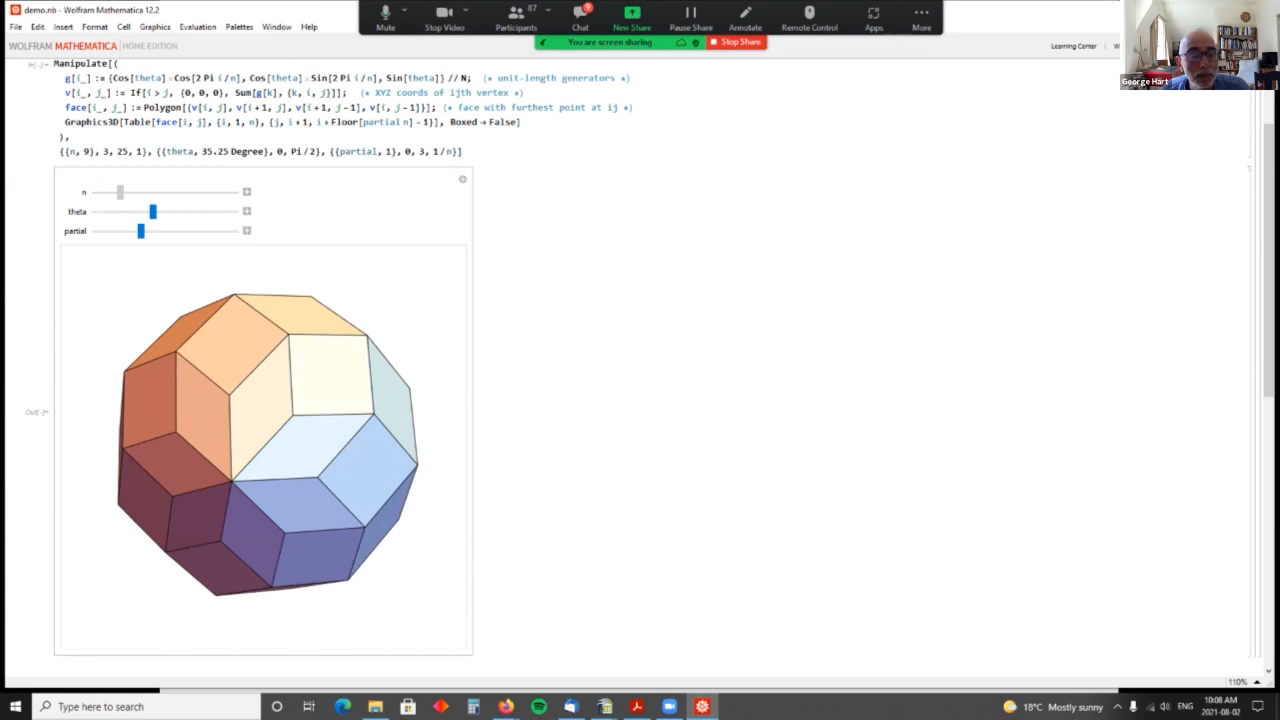 demo.nb - Wolfram Mathematica 12.2
File Edit Insert Format Cell Graphics Evaluation Palettes Window Help
Mute Stop Video Participants 87 Chat 9 New Share Pause Share Annotate Remote Control Apps More
You are screen sharing Stop Share
WOLFRAM MATHEMATICA | HOME EDITION
Learning Center W
George Hart
In[-]:= Manipulate[(
g[i_] := {Cos[theta]×Cos[2 Pi i/n], Cos[theta]×Sin[2 Pi i/n], Sin[theta]} // N; (* unit-length generators *)
v[i_, j_] := If[i > j, {0, 0, 0}, Sum[g[k], {k, i, j}]]; (* XYZ coords of ijth vertex *)
face[i_, j_] := Polygon[{v[i, j], v[i+1, j], v[i+1, j-1], v[i, j-1]}]; (* face with furthest point at ij *)
Graphics3D[Table[face[i, j], {i, 1, n}, {j, i+1, i+Floor[partial n]-1}], Boxed→False]
),
{{n, 9}, 3, 25, 1}, {{theta, 35.25 Degree}, 0, Pi/2}, {{partial, 1}, 0, 3, 1/n}]
n
theta
partial
Out[-]=
110%
Type here to search
18°C Mostly sunny ENG 10:08 AM
2021-08-02